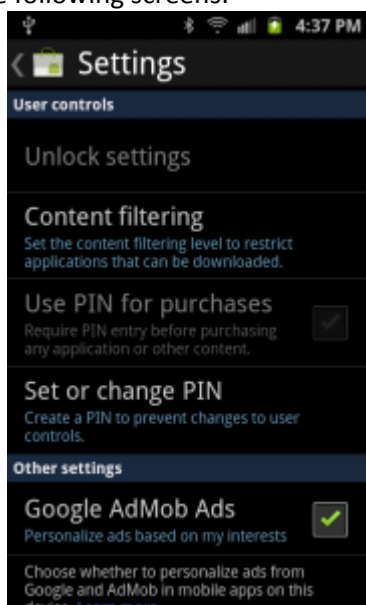 e following screens:
4:37 PM
Settings
User controls
Unlock settings
Content filtering
Set the content filtering level to restrict
applications that can be downloaded.
Use PIN for purchases
Require PIN entry before purchasing
any application or other content.
Set or change PIN
Create a PIN to prevent changes to user
controls.
Other settings
Google AdMob Ads
Personalize ads based on my interests
Choose whether to personalize ads from
Google and AdMob in mobile apps on this